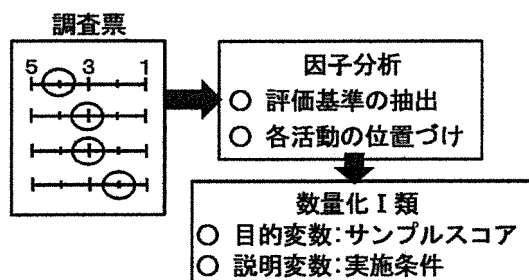 調査票
5 3 1
因子分析
○ 評価基準の抽出
○ 各活動の位置づけ
数量化Ⅰ類
○ 目的変数:サンプルスコア
○ 説明変数:実施条件